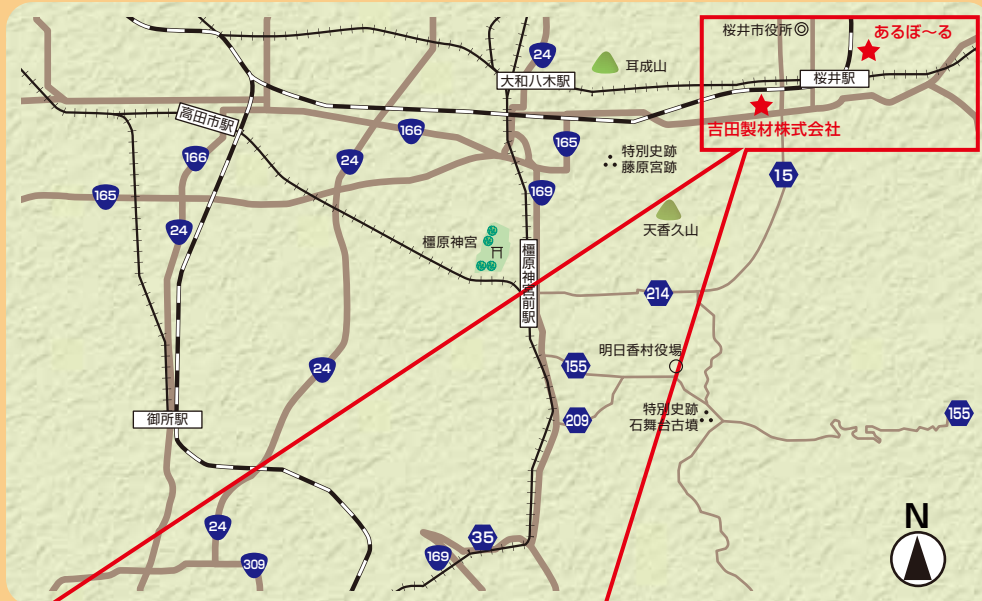 24
桜井市役所
あるぼ〜る
耳成山
大和八木駅
桜井駅
高田市駅
166
吉田製材株式会社
166
24
165
特別史跡
藤原宮跡
15
165
169
天香久山
24
橿原神宮
橿原神宮前駅
214
明日香村役場
155
24
特別史跡
石舞台古墳
155
209
御所駅
N
24
35
169
309